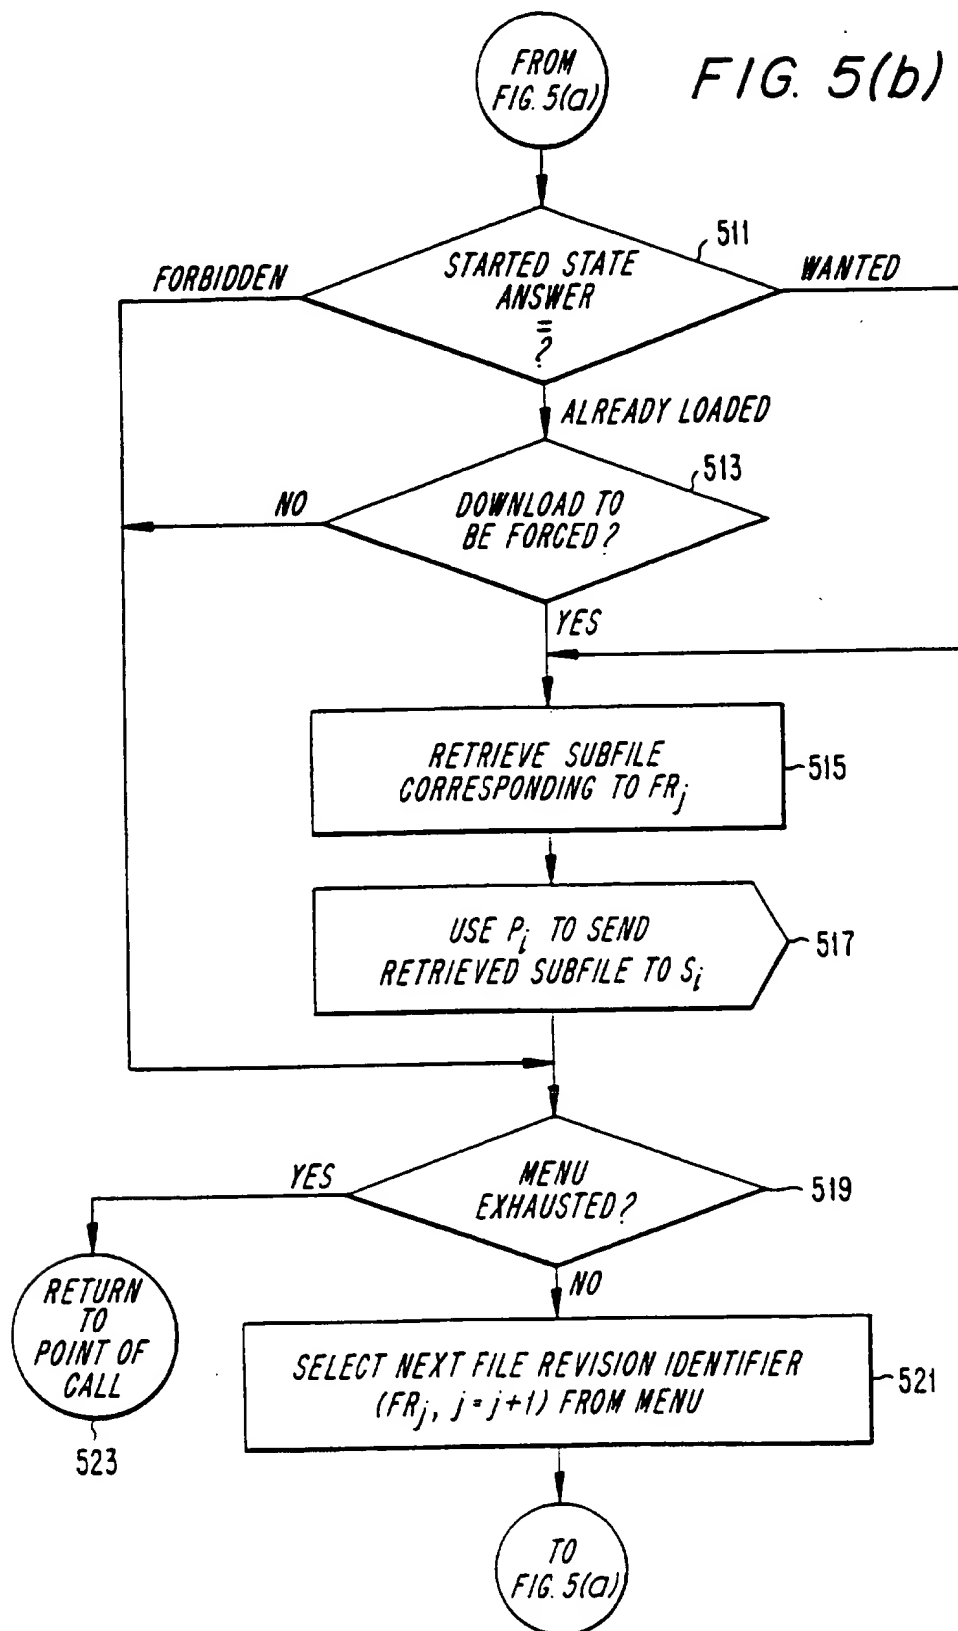 FROM
FIG. 5(a)
FIG. 5(b)
511
STARTED STATE
ANSWER
=
?
FORBIDDEN
WANTED
ALREADY LOADED
513
DOWNLOAD TO
BE FORCED?
NO
YES
RETRIEVE SUBFILE
CORRESPONDING TO FRj
515
USE Pi TO SEND
RETRIEVED SUBFILE TO Si
517
MENU
EXHAUSTED?
519
YES
NO
RETURN
TO
POINT OF
CALL
523
SELECT NEXT FILE REVISION IDENTIFIER
(FRj, j=j+1) FROM MENU
521
TO
FIG. 5(a)